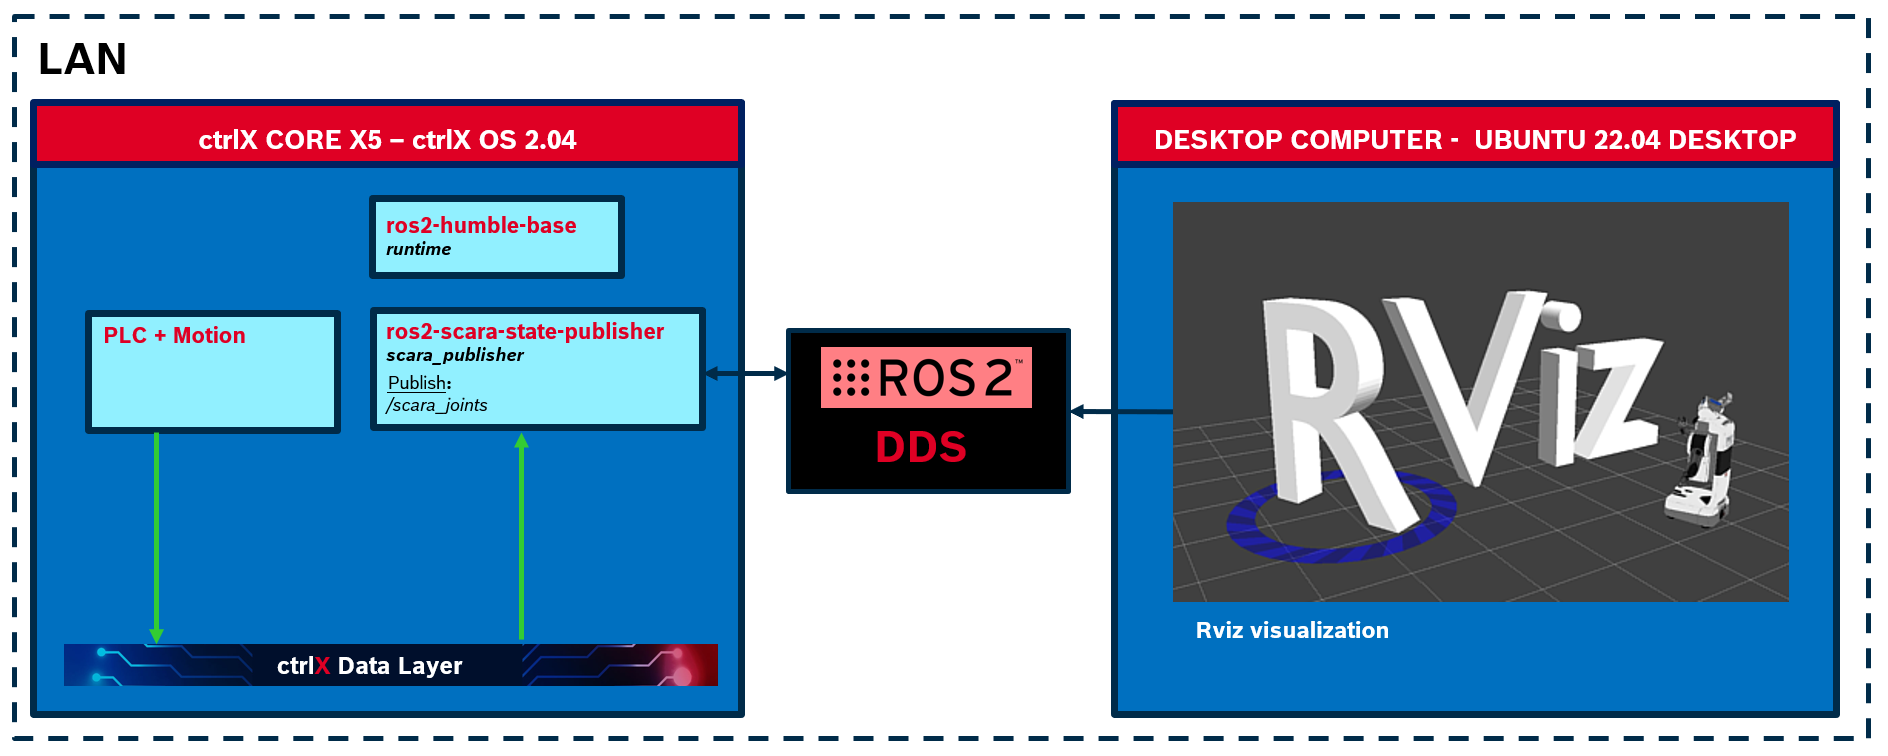 LAN
ctrlX CORE X5 – ctrlX OS 2.04
ros2-humble-base
runtime
PLC + Motion
ros2-scara-state-publisher
scara_publisher
Publish:
/scara_joints
ctrlX Data Layer
ROS 2™
DDS
DESKTOP COMPUTER - UBUNTU 22.04 DESKTOP
RViz
Rviz visualization